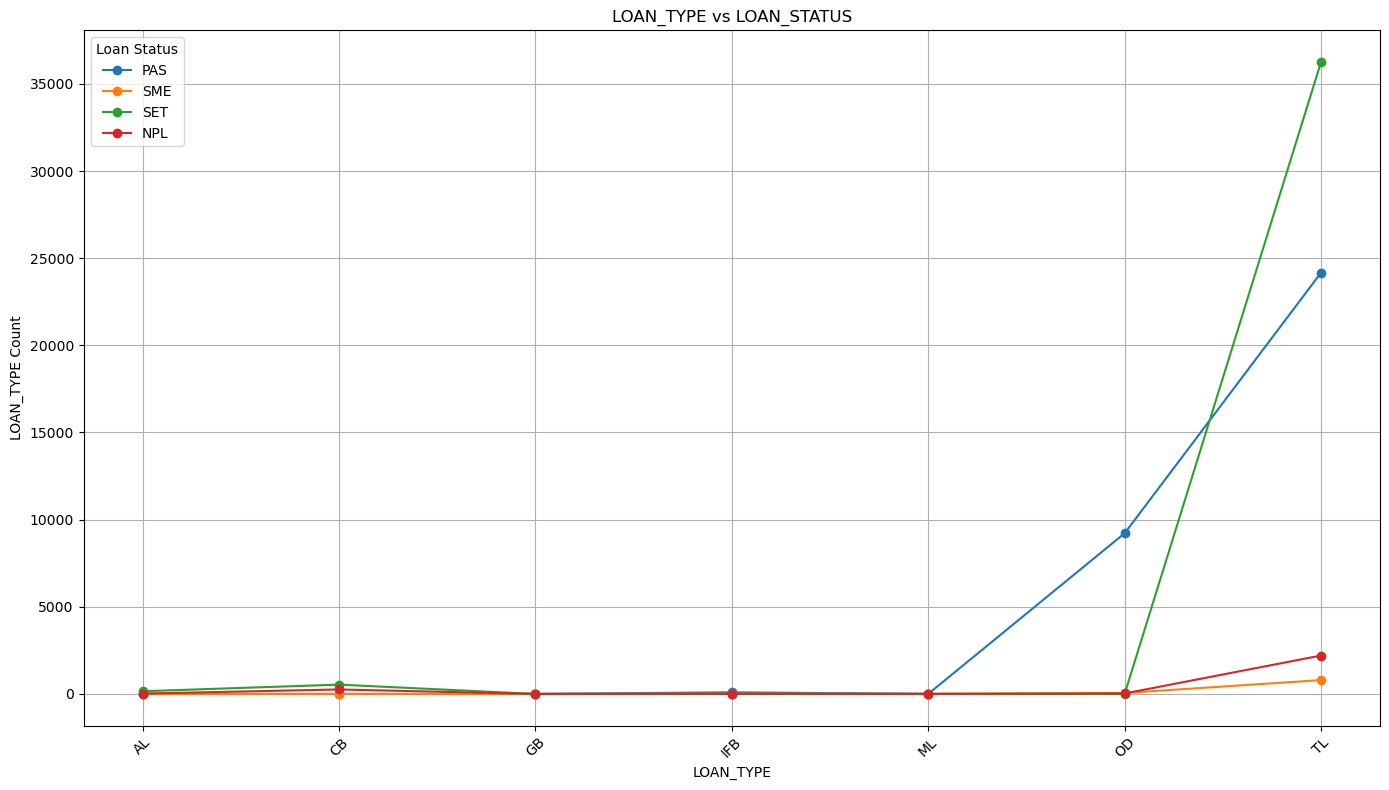 LOAN_TYPE vs LOAN_STATUS
Loan Status
PAS
SME
SET
NPL
35000
30000
25000
20000
15000
10000
5000
0
LOAN_TYPE Count
AL
CB
GB
IFB
ML
OD
TL
LOAN_TYPE